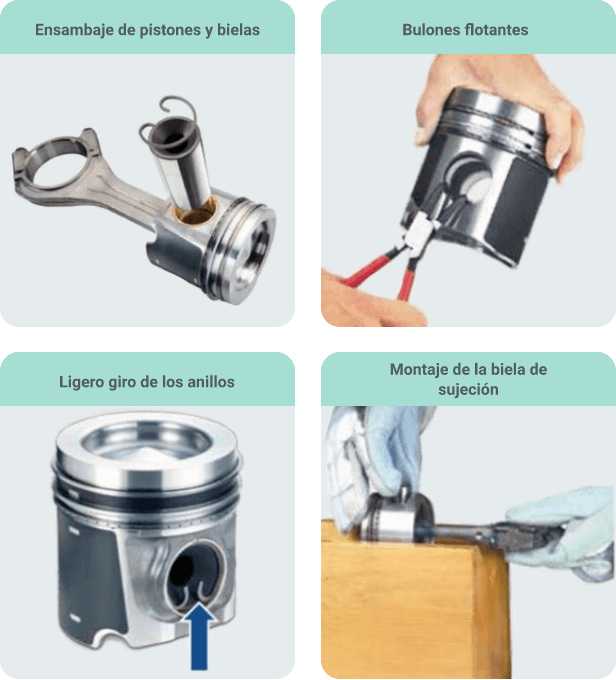 Ensambaje de pistones y bielas
Bulones flotantes
Ligero giro de los anillos
Montaje de la biela de
sujeción